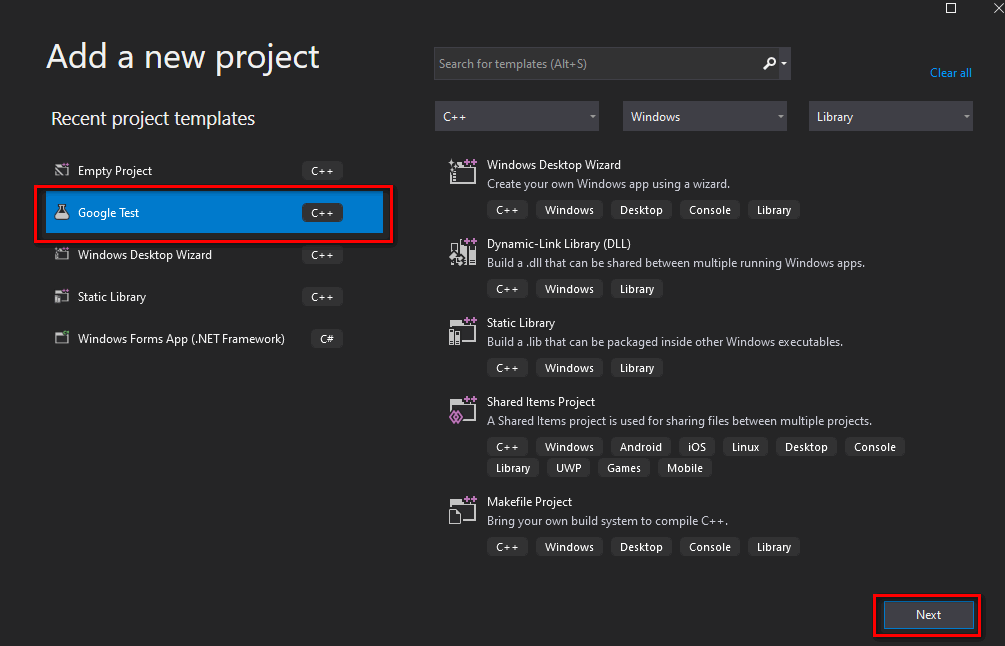 Add a new project
Search for templates (Alt+S)
Clear all
Recent project templates
C++
Windows
Library
Empty Project C++
Google Test C++
Windows Desktop Wizard C++
Static Library C++
Windows Forms App (.NET Framework) C#
Windows Desktop Wizard
Create your own Windows app using a wizard.
C++ Windows Desktop Console Library
Dynamic-Link Library (DLL)
Build a .dll that can be shared between multiple running Windows apps.
C++ Windows Library
Static Library
Build a .lib that can be packaged inside other Windows executables.
C++ Windows Library
Shared Items Project
A Shared Items project is used for sharing files between multiple projects.
C++ Windows Android iOS Linux Desktop Console
Library UWP Games Mobile
Makefile Project
Bring your own build system to compile C++.
C++ Windows Desktop Console Library
Next